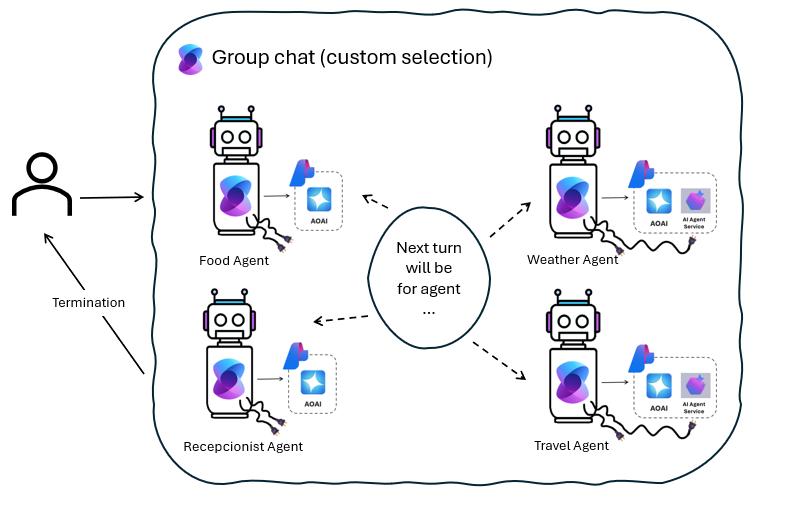 Group chat (custom selection)
AOAI
Food Agent
AOAI
AI Agent
Service
Weather Agent
Next turn
will be
for agent
...
Termination
AOAI
Recepcionist Agent
AOAI
AI Agent
Service
Travel Agent